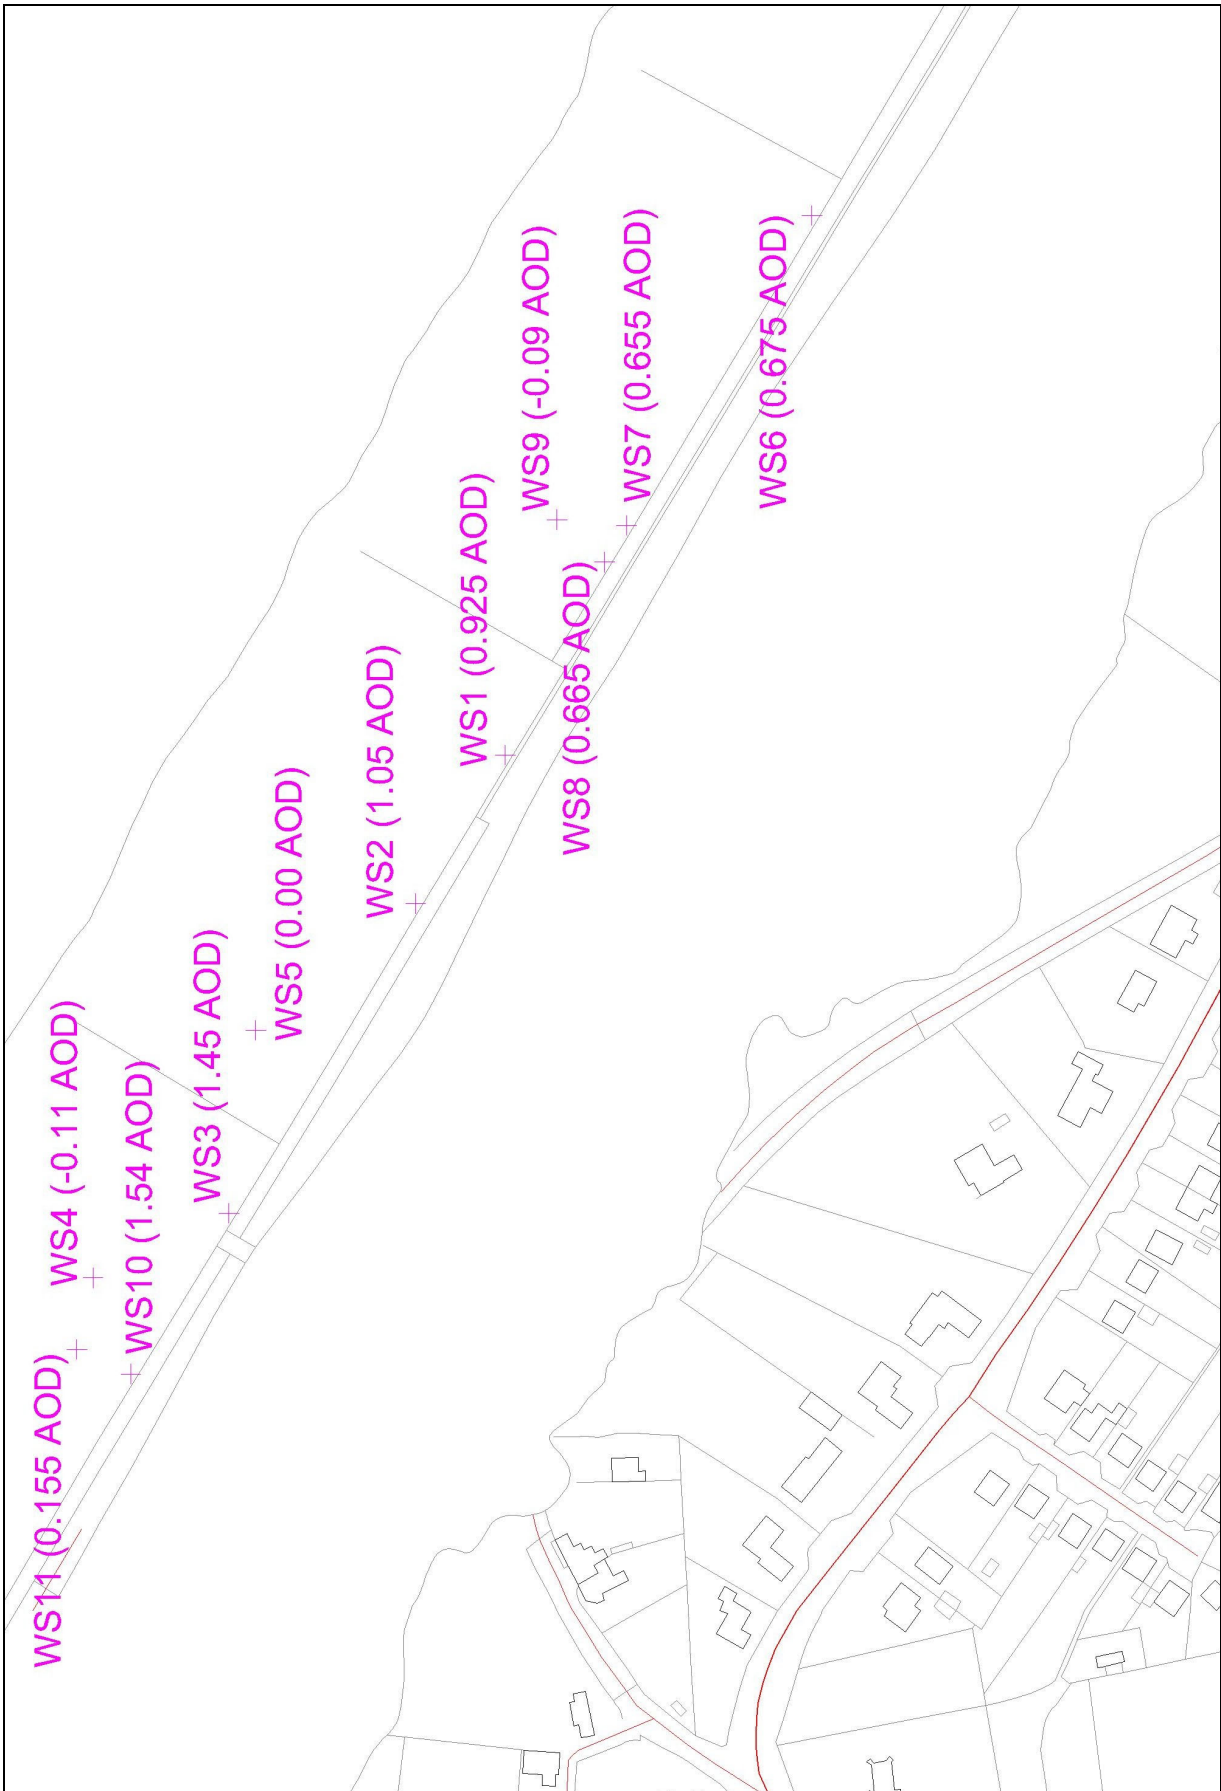 WS11 (0.155 AOD)
WS4 (-0.11 AOD)
WS10 (1.54 AOD)
WS3 (1.45 AOD)
WS5 (0.00 AOD)
WS2 (1.05 AOD)
WS1 (0.925 AOD)
WS9 (-0.09 AOD)
WS8 (0.665 AOD)
WS7 (0.655 AOD)
WS6 (0.675 AOD)